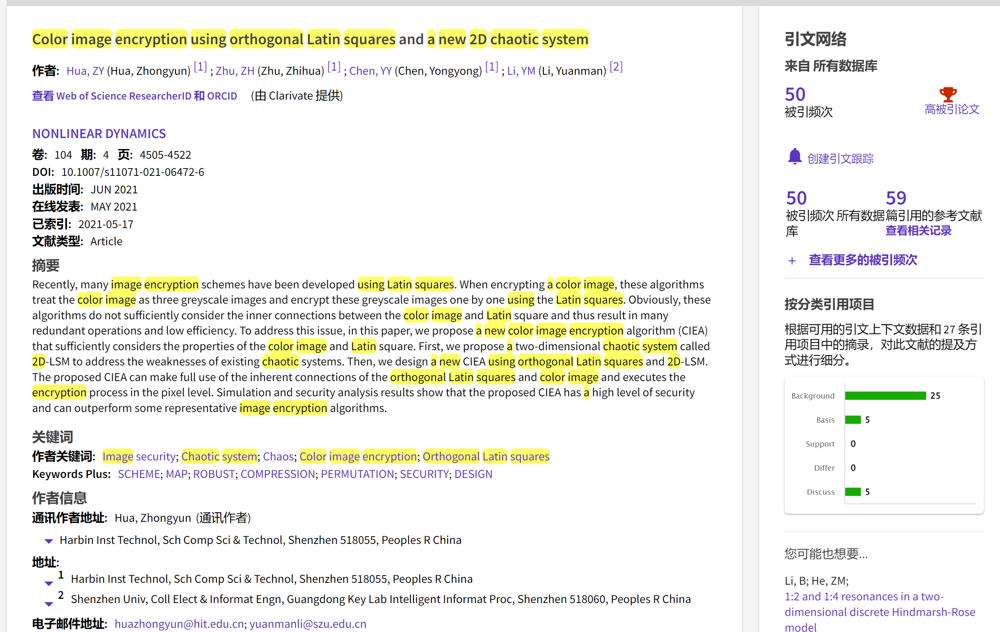 Color image encryption using orthogonal Latin squares and a new 2D chaotic system
作者: Hua, ZY (Hua, Zhongyun) [1] ; Zhu, ZH (Zhu, Zhihua) [1] ; Chen, YY (Chen, Yongyong) [1] ; Li, YM (Li, Yuanman) [2]
查看 Web of Science ResearcherID 和 ORCID (由 Clarivate 提供)
NONLINEAR DYNAMICS
卷: 104 期: 4 页: 4505-4522
DOI: 10.1007/s11071-021-06472-6
出版时间: JUN 2021
在线发表: MAY 2021
已索引: 2021-05-17
文献类型: Article
摘要
Recently, many image encryption schemes have been developed using Latin squares. When encrypting a color image, these algorithms
treat the color image as three greyscale images and encrypt these greyscale images one by one using the Latin squares. Obviously, these
algorithms do not sufficiently consider the inner connections between the color image and Latin square and thus result in many
redundant operations and low efficiency. To address this issue, in this paper, we propose a new color image encryption algorithm (CIEA)
that sufficiently considers the properties of the color image and Latin square. First, we propose a two-dimensional chaotic system called
2D-LSM to address the weaknesses of existing chaotic systems. Then, we design a new CIEA using orthogonal Latin squares and 2D-LSM.
The proposed CIEA can make full use of the inherent connections of the orthogonal Latin squares and color image and executes the
encryption process in the pixel level. Simulation and security analysis results show that the proposed CIEA has a high level of security
and can outperform some representative image encryption algorithms.
关键词
作者关键词: Image security; Chaotic system; Chaos; Color image encryption; Orthogonal Latin squares
Keywords Plus: SCHEME; MAP; ROBUST; COMPRESSION; PERMUTATION; SECURITY; DESIGN
作者信息
通讯作者地址: Hua, Zhongyun (通讯作者)
Harbin Inst Technol, Sch Comp Sci & Technol, Shenzhen 518055, Peoples R China
地址:
1 Harbin Inst Technol, Sch Comp Sci & Technol, Shenzhen 518055, Peoples R China
2 Shenzhen Univ, Coll Elect & Informat Engn, Guangdong Key Lab Intelligent Informat Proc, Shenzhen 518060, Peoples R China
电子邮件地址: huazhongyun@hit.edu.cn; yuanmanli@szu.edu.cn
引文网络
来自 所有数据库
50
被引频次
高被引论文
创建引文跟踪
50
被引频次 所有数据
库
59
篇引用的参考文献
查看相关记录
+ 查看更多的被引频次
按分类引用项目
根据可用的引文上下文数据和 27 条引
用项目中的摘录，对此文献的提及方
式进行细分。
Background 25
Basis 5
Support 0
Differ 0
Discuss 5
您可能也想要...
Li, B; He, ZM;
1:2 and 1:4 resonances in a two-
dimensional discrete Hindmarsh-Rose
model